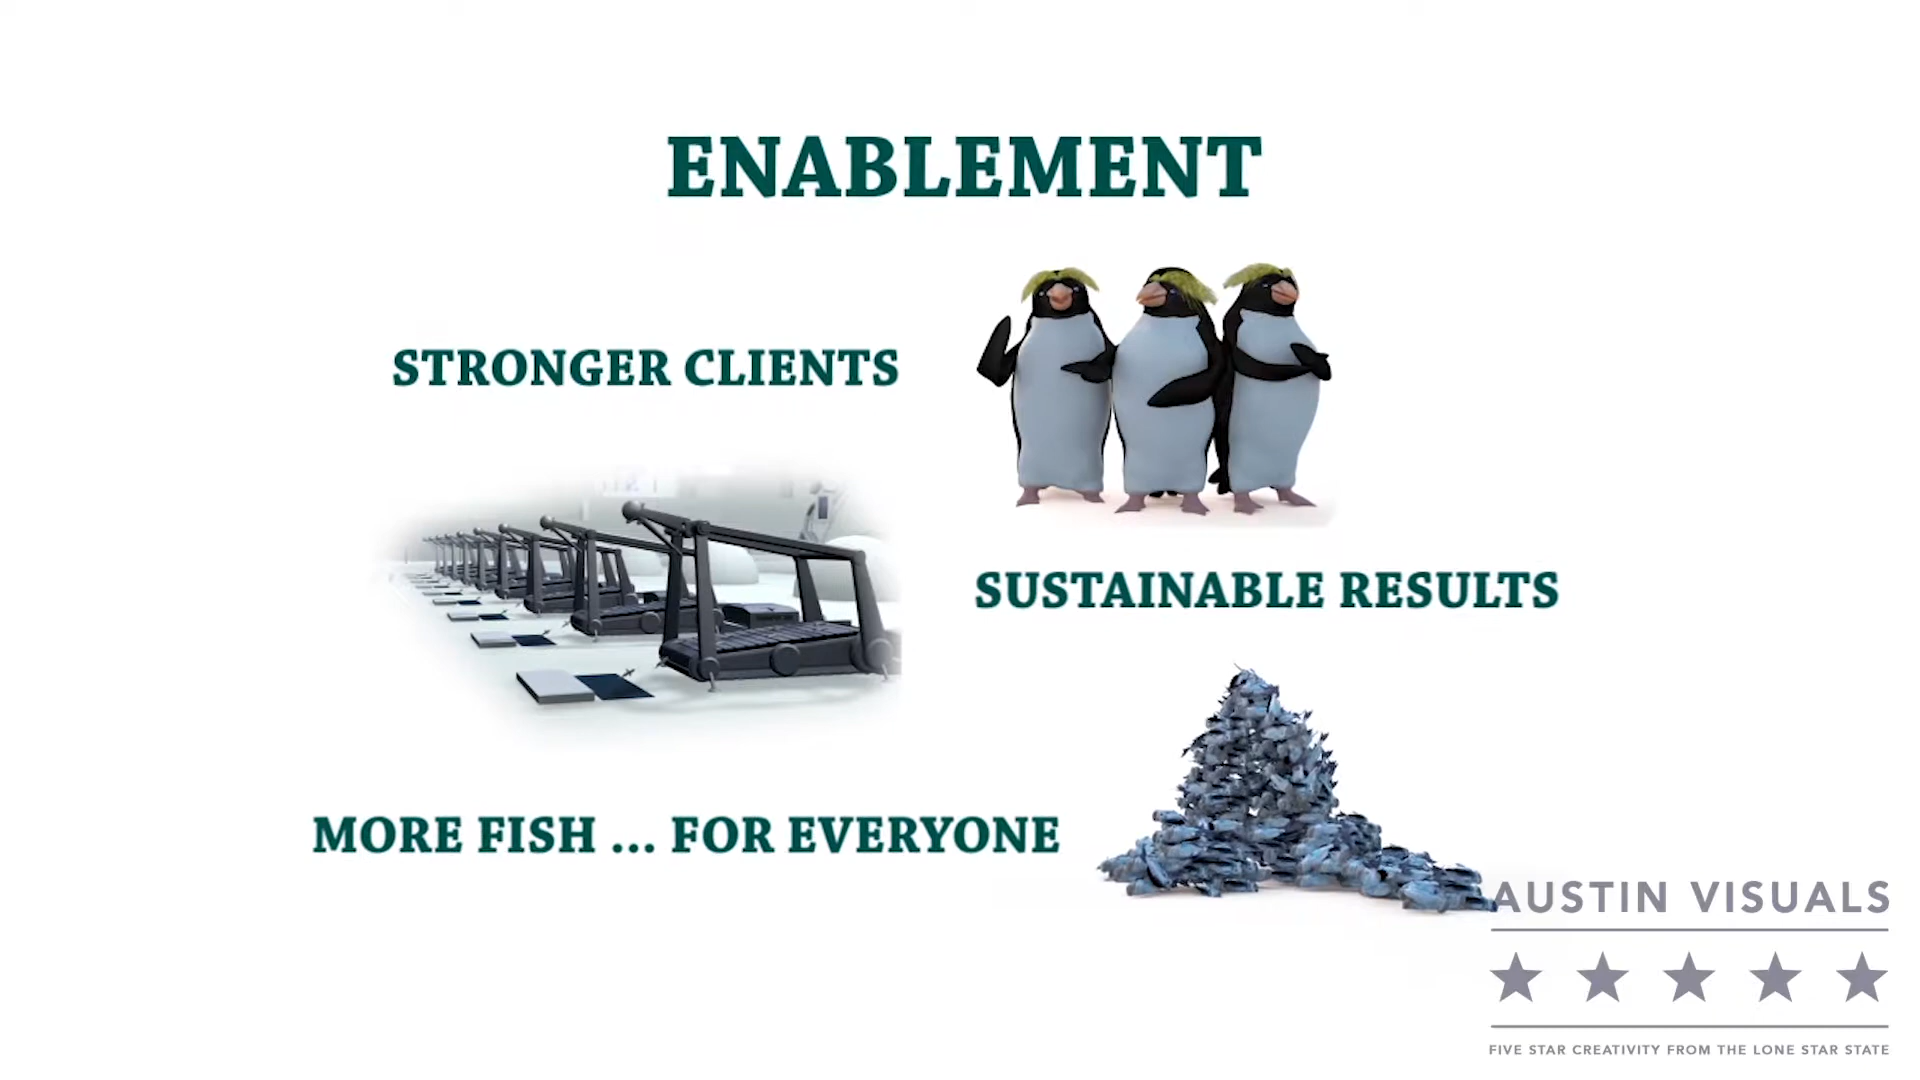 ENABLEMENT
STRONGER CLIENTS
SUSTAINABLE RESULTS
MORE FISH ... FOR EVERYONE
AUSTIN VISUALS
FIVE STAR CREATIVITY FROM THE LONE STAR STATE